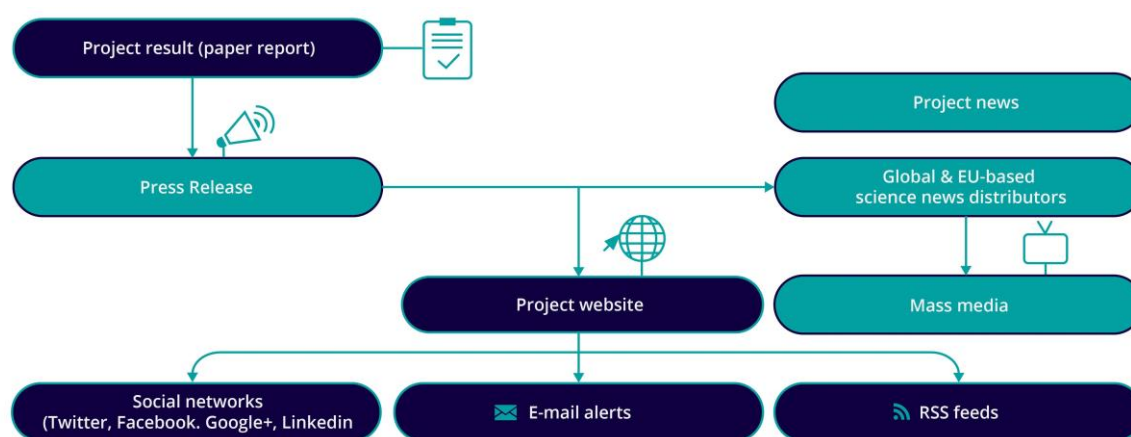 Project result (paper report)
Project news
Press Release
Global & EU-based
science news distributors
Project website
Mass media
Social networks
(Twitter, Facebook. Google+, Linkedin
E-mail alerts
RSS feeds